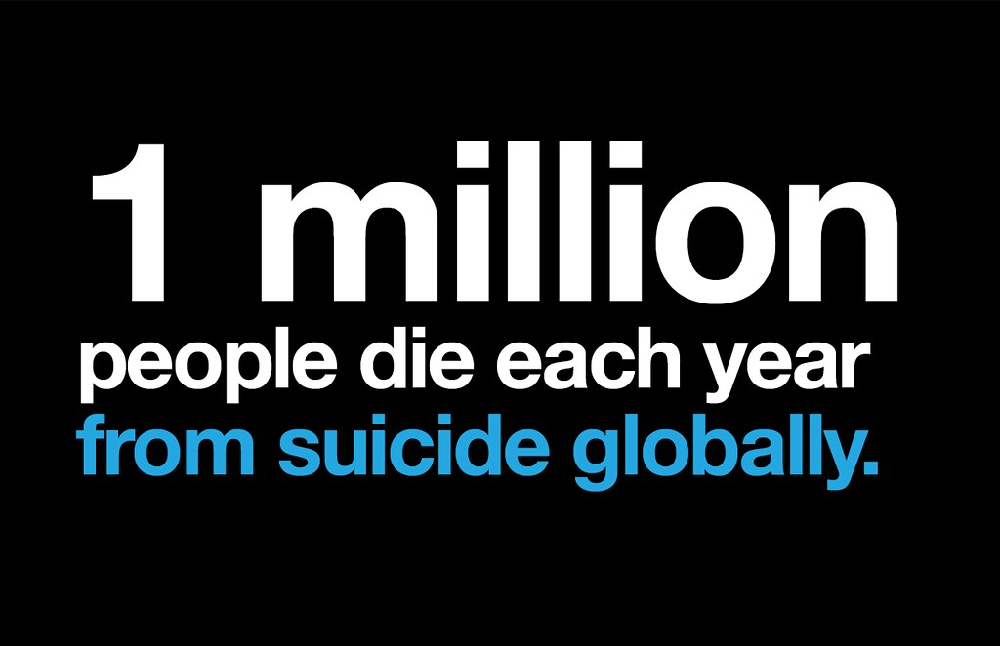 1 million
people die each year
from suicide globally.